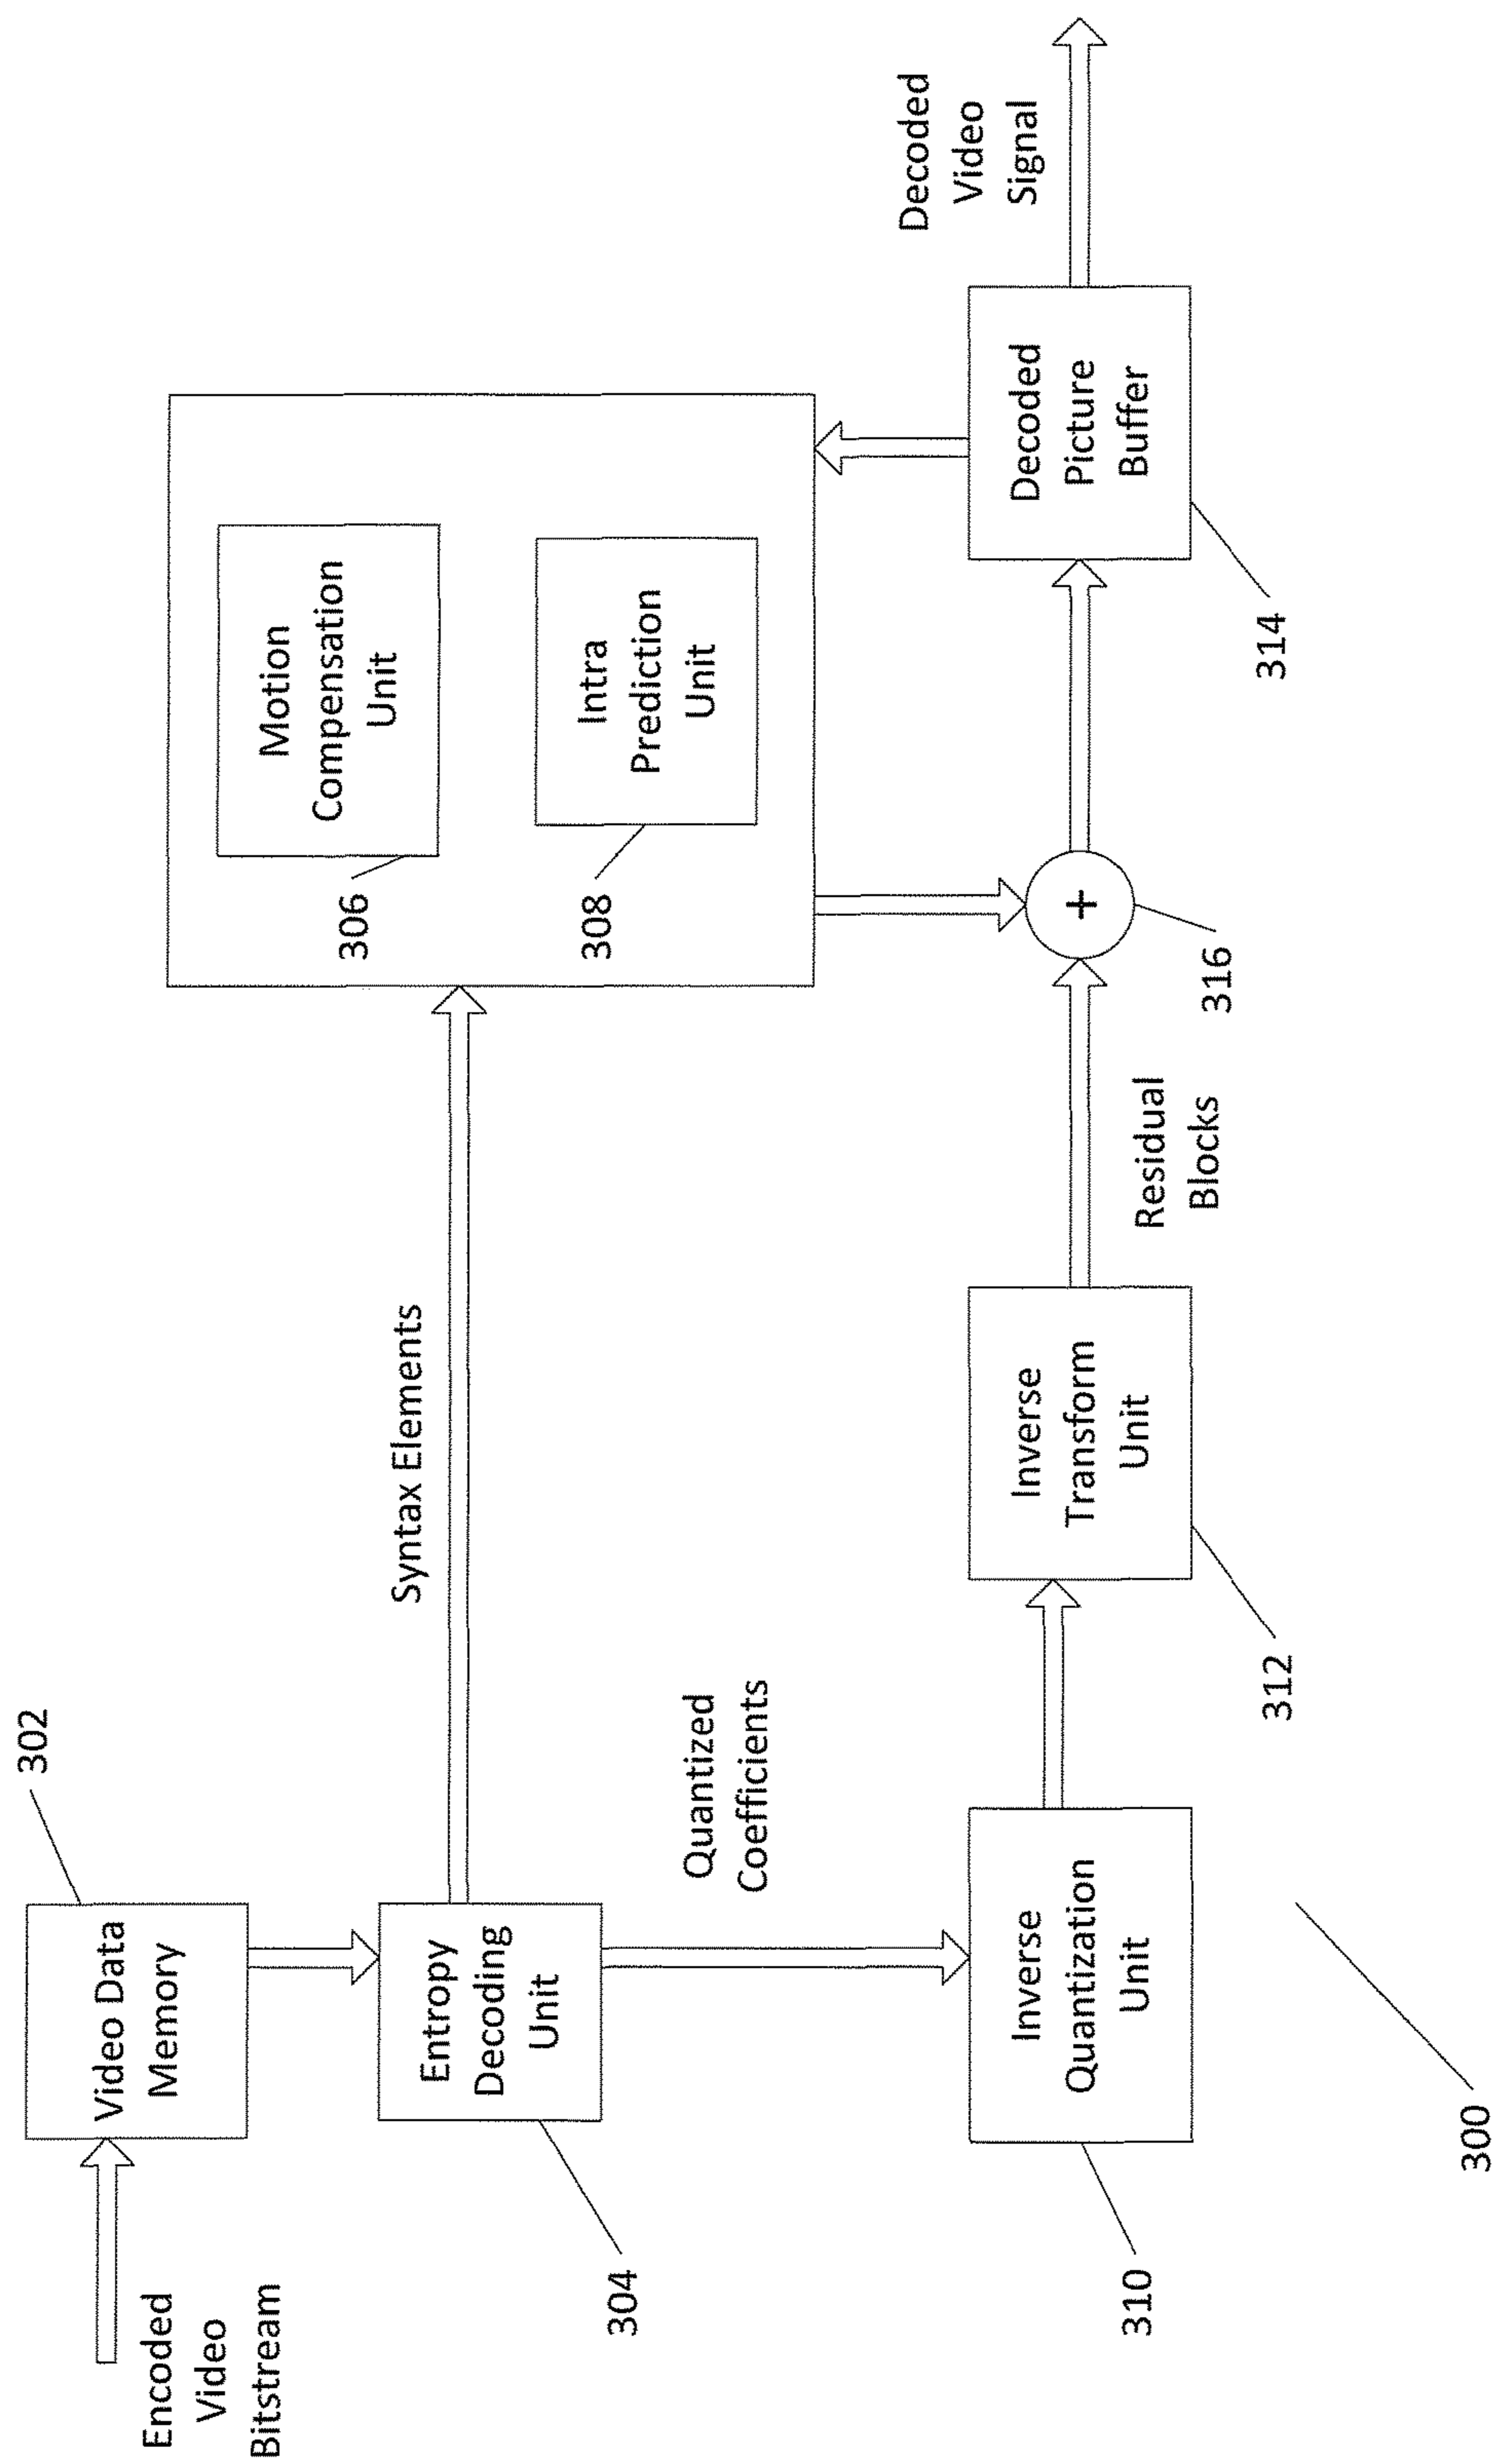 Encoded
Video
Bitstream
Video Data
Memory
302
Entropy
Decoding
Unit
304
Syntax Elements
Motion
Compensation
Unit
306
Intra
Prediction
Unit
308
Quantized
Coefficients
Inverse
Quantization
Unit
310
Inverse
Transform
Unit
312
Residual
Blocks
+
316
Decoded
Picture
Buffer
314
Decoded
Video
Signal
300